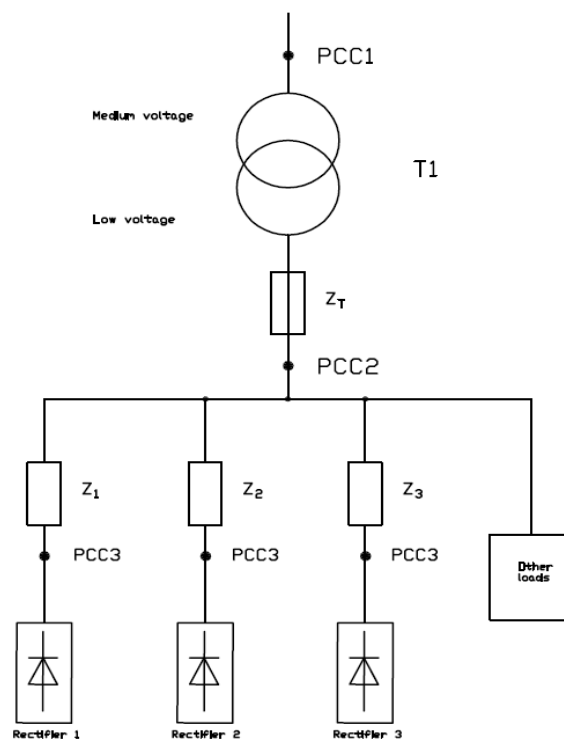 PCC1
Medium voltage
T1
Low voltage
ZT
PCC2
Z1
Z2
Z3
PCC3
PCC3
PCC3
Other
loads
Rectifier 1
Rectifier 2
Rectifier 3